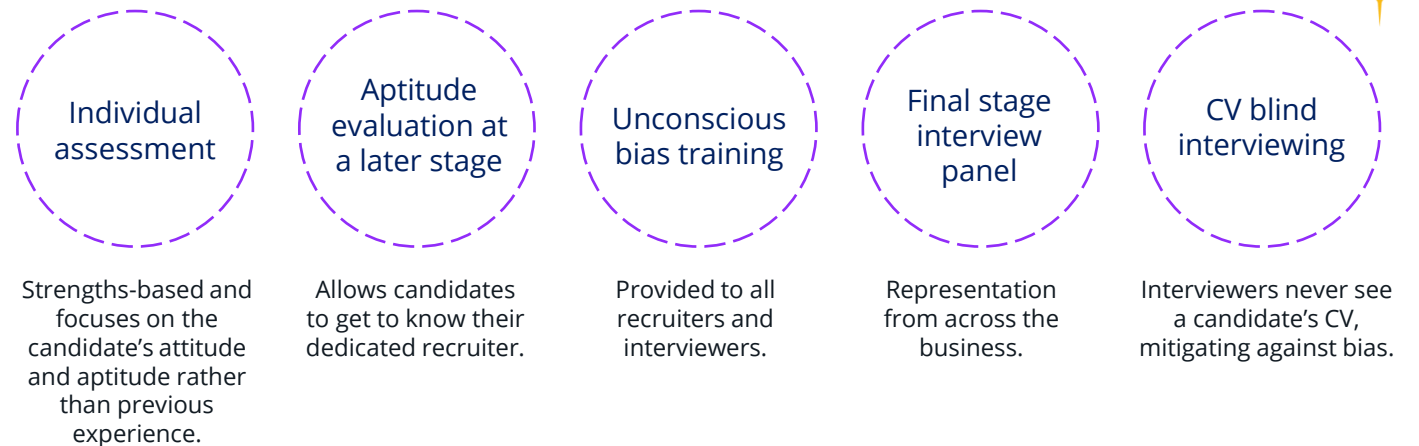 Individual
assessment
Strengths-based and
focuses on the
candidate’s attitude
and aptitude rather
than previous
experience.
Aptitude
evaluation at
a later stage
Allows candidates
to get to know their
dedicated recruiter.
Unconscious
bias training
Provided to all
recruiters and
interviewers.
Final stage
interview
panel
Representation
from across the
business.
CV blind
interviewing
Interviewers never see
a candidate’s CV,
mitigating against bias.